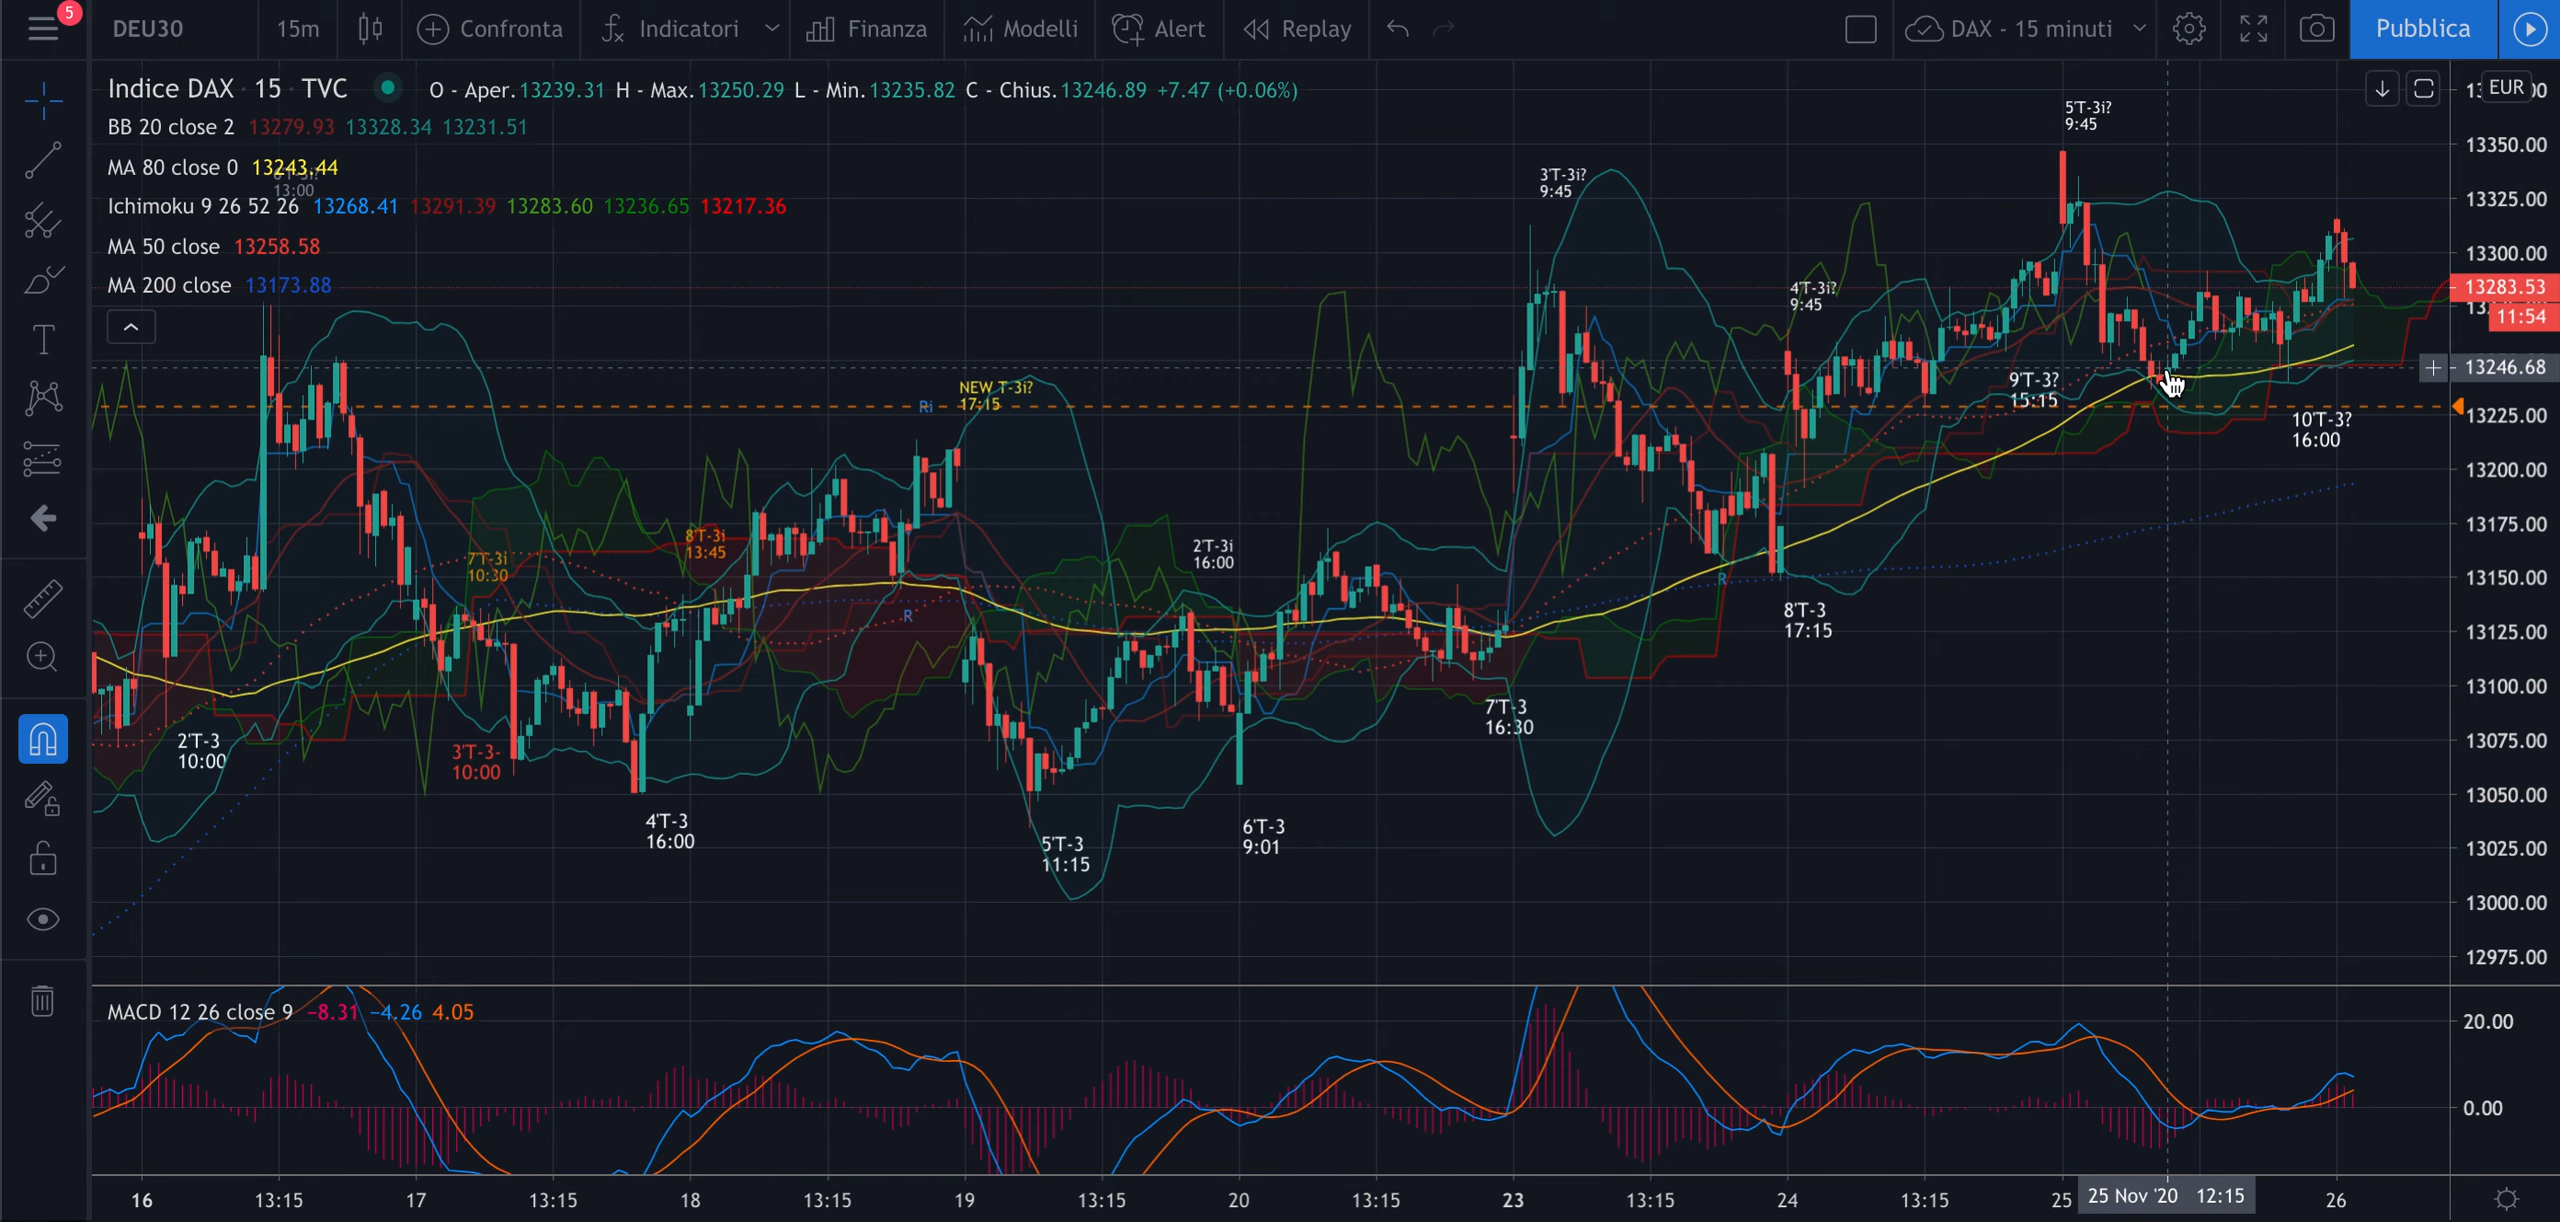 5
DEU30 15m Confronta Indicatori Finanza Modelli Alert Replay DAX - 15 minuti Pubblica
Indice DAX · 15 · TVC O - Aper.13239.31 H - Max.13250.29 L - Min.13235.82 C - Chius.13246.89 +7.47 (+0.06%)
BB 20 close 2 13279.93 13328.34 13231.51
MA 80 close 0 13243.44
13:00
Ichimoku 9 26 52 26 13268.41 13291.39 13283.60 13236.65 13217.36
MA 50 close 13258.58
MA 200 close 13173.88
5'T-3i?
9:45
3'T-3i?
9:45
4'T-3i?
9:45
9'T-3?
15:15
10'T-3?
16:00
NEW T-3i?
17:15
Ri
7'T-3i
10:30
8'T-3i
13:45
2'T-3i
16:00
R
R
8'T-3
17:15
2'T-3
10:00
3'T-3-
10:00
7'T-3
16:30
4'T-3
16:00
5'T-3
11:15
6'T-3
9:01
EUR
13350.00
13325.00
13300.00
13283.53
11:54
13246.68
13225.00
13200.00
13175.00
13150.00
13125.00
13100.00
13075.00
13050.00
13025.00
13000.00
12975.00
MACD 12 26 close 9 −8.31 −4.26 4.05
20.00
0.00
16 13:15 17 13:15 18 13:15 19 13:15 20 13:15 23 13:15 24 13:15 25 25 Nov '20 12:15 26